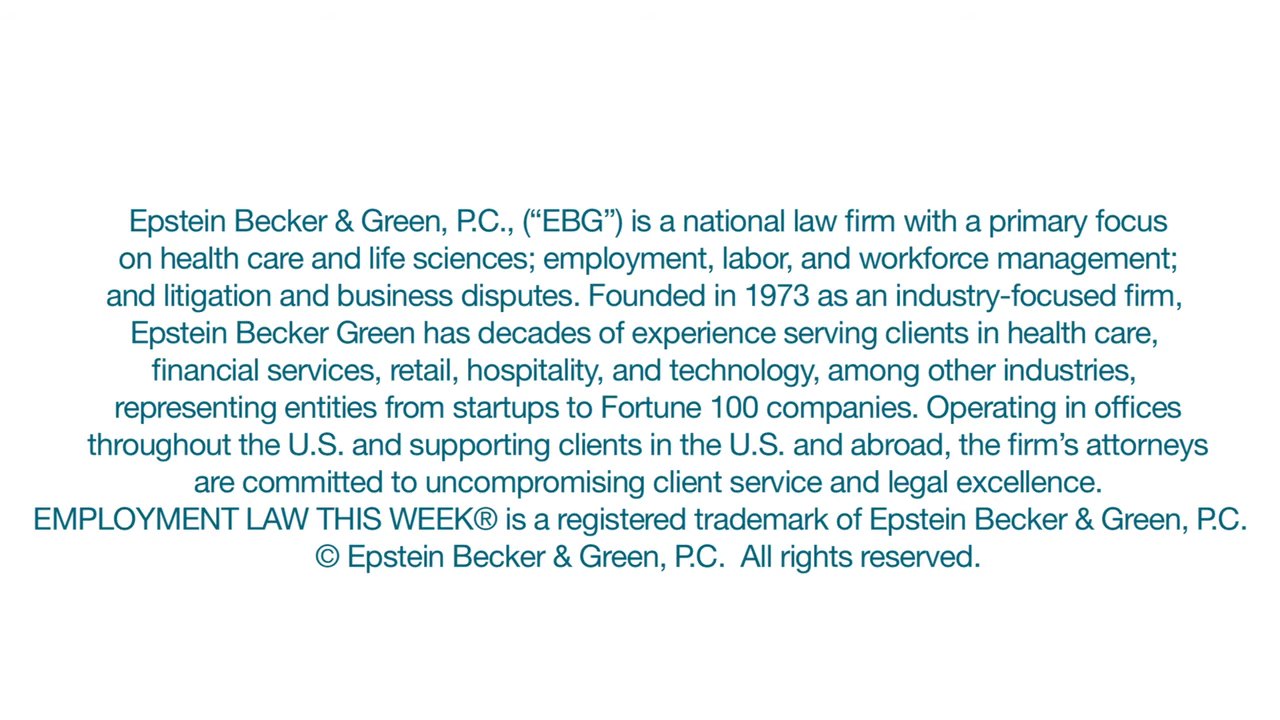 Epstein Becker & Green, P.C., (“EBG”) is a national law firm with a primary focus
on health care and life sciences; employment, labor, and workforce management;
and litigation and business disputes. Founded in 1973 as an industry-focused firm,
Epstein Becker Green has decades of experience serving clients in health care,
financial services, retail, hospitality, and technology, among other industries,
representing entities from startups to Fortune 100 companies. Operating in offices
throughout the U.S. and supporting clients in the U.S. and abroad, the firm’s attorneys
are committed to uncompromising client service and legal excellence.
EMPLOYMENT LAW THIS WEEK® is a registered trademark of Epstein Becker & Green, P.C.
© Epstein Becker & Green, P.C.  All rights reserved.